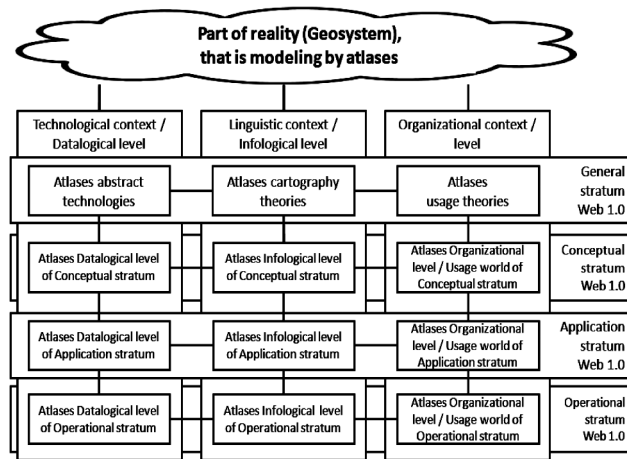 Part of reality (Geosystem),
that is modeling by atlases
Technological context /
Datalogical level
Linguistic context /
Infological level
Organizational context /
level
Atlases abstract
technologies
Atlases cartography
theories
Atlases
usage theories
General
stratum
Web 1.0
Atlases Datalogical level
of Conceptual stratum
Atlases Infological level
of Conceptual stratum
Atlases Organizational
level / Usage world of
Conceptual stratum
Conceptual
stratum
Web 1.0
Atlases Datalogical level
of Application stratum
Atlases Infological level
of Application stratum
Atlases Organizational
level / Usage world of
Application stratum
Application
stratum
Web 1.0
Atlases Datalogical level
of Operational stratum
Atlases Infological level
of Operational stratum
Atlases Organizational
level / Usage world of
Operational stratum
Operational
stratum
Web 1.0